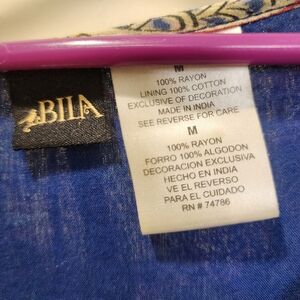 BILA
M
100% RAYON
LINING 100% COTTON
EXCLUSIVE OF DECORATION
MADE IN INDIA
SEE REVERSE FOR CARE
M
100% RAYON
FORRO 100% ALGODON
DECORACION EXCLUSIVA
HECHO EN INDIA
VE EL REVERSO
PARA EL CUIDADO
RN # 74786